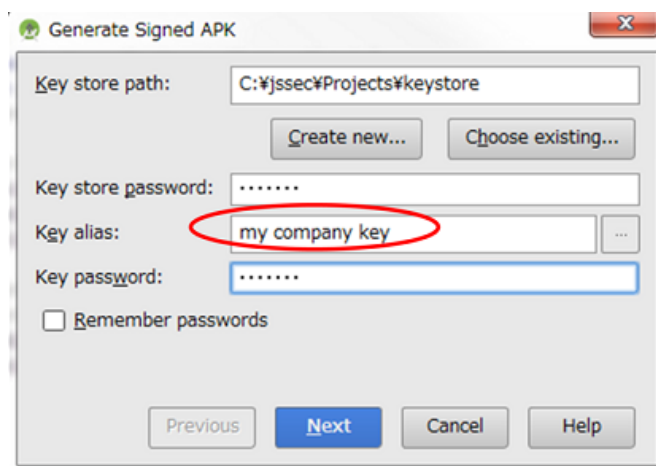 Generate Signed APK
Key store path: C:¥jssec¥Projects¥keystore
Create new... Choose existing...
Key store password: •••••••
Key alias: my company key ...
Key password: •••••••
Remember passwords
Previous Next Cancel Help